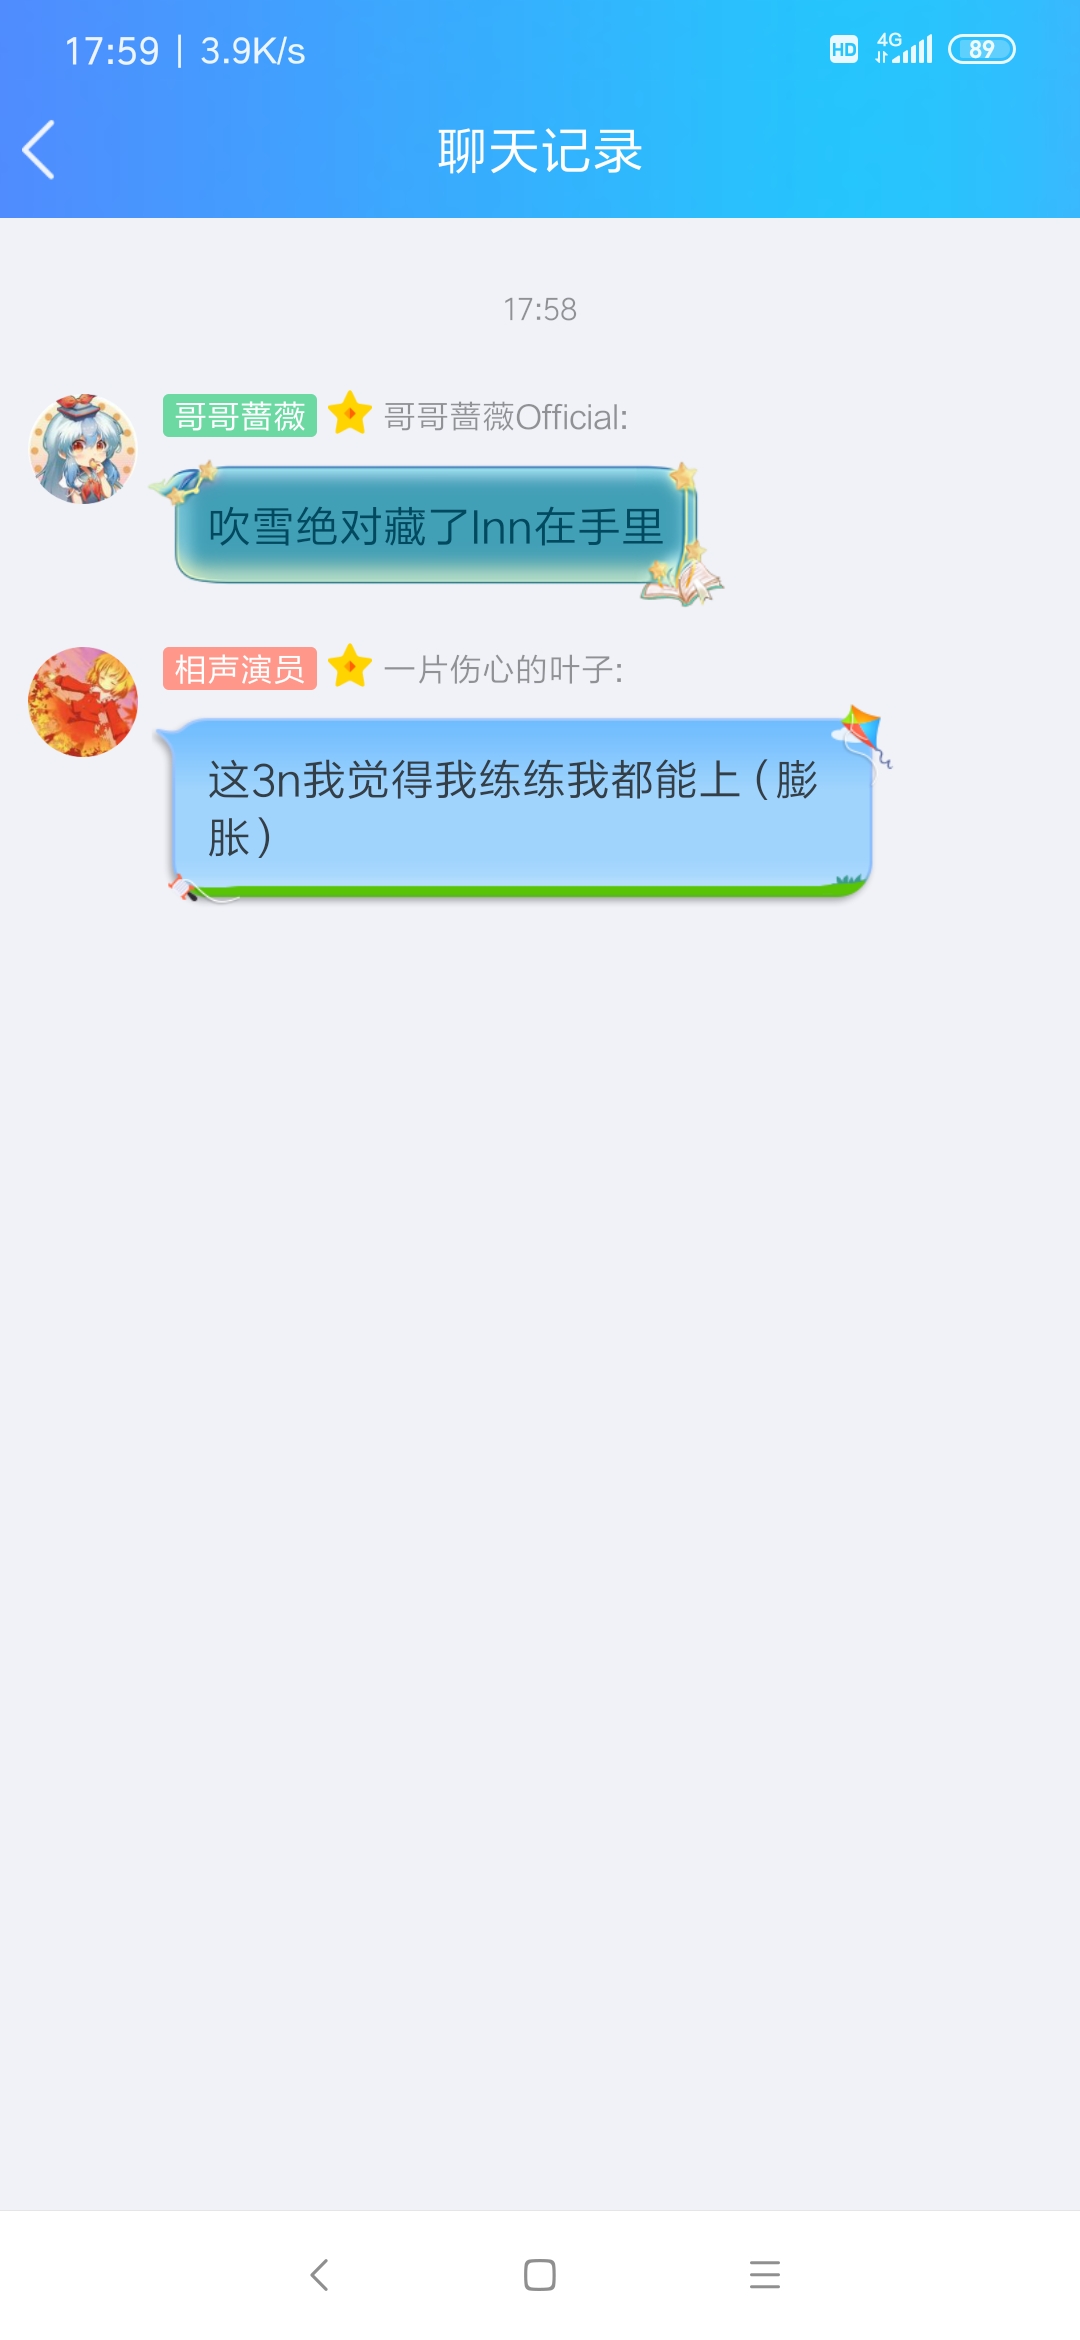 17:59 | 3.9K/s
HD 4G 89
聊天记录
17:58
哥哥蔷薇 哥哥蔷薇Official:
吹雪绝对藏了lnn在手里
相声演员 一片伤心的叶子:
这3n我觉得我练练我都能上（膨
胀）